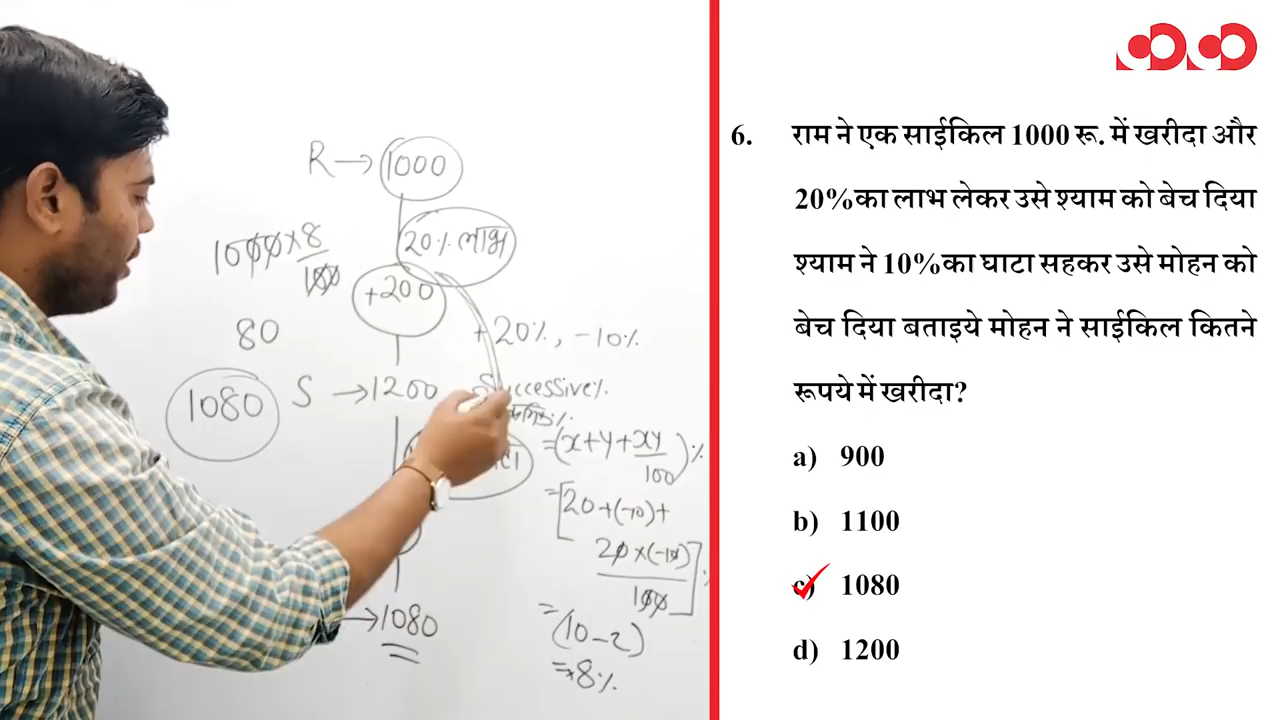 R → 1000
20% लाभ
1000×8
100
+200
80
+20%, -10%
1080
S → 1200
Successive%
=(x+y+xy/100)%
=[20+(-10)+
20×(-10)
100
]%
→1080
=(10-2)
⇒ 8%
6. राम ने एक साईकिल 1000 रू. में खरीदा और
20%का लाभ लेकर उसे श्याम को बेच दिया
श्याम ने 10%का घाटा सहकर उसे मोहन को
बेच दिया बताइये मोहन ने साईकिल कितने
रूपये में खरीदा?
a) 900
b) 1100
c) 1080
d) 1200